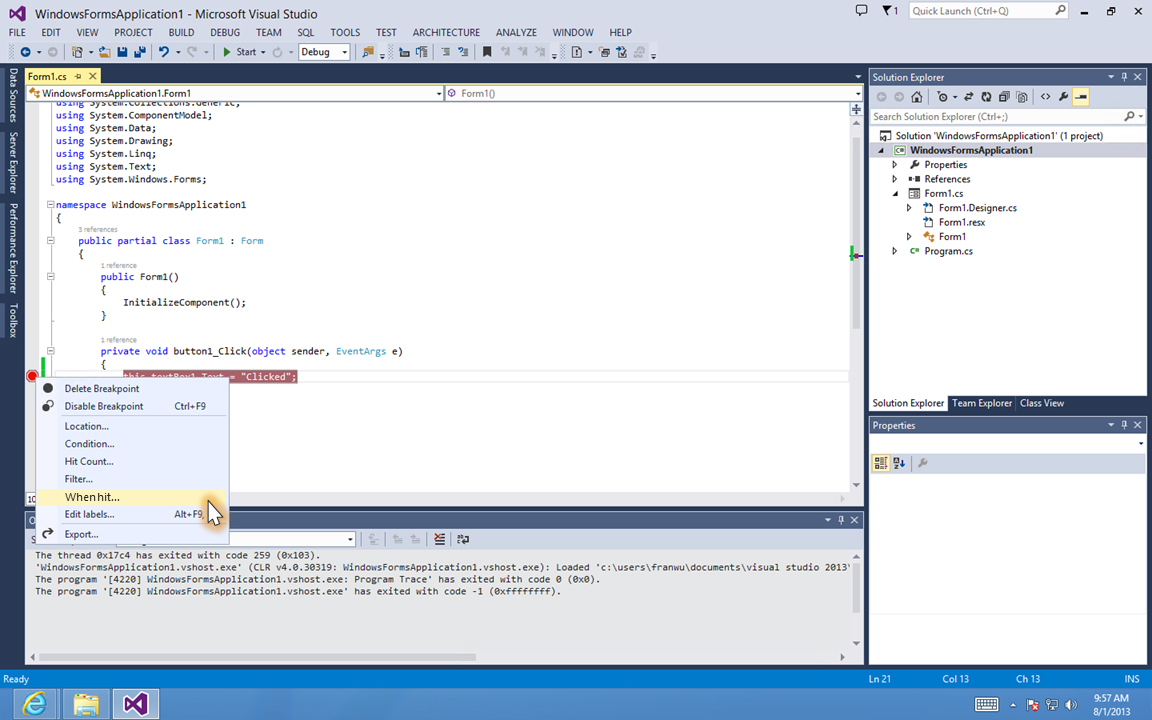 WindowsFormsApplication1 - Microsoft Visual Studio
1
Quick Launch (Ctrl+Q)
FILE EDIT VIEW PROJECT BUILD DEBUG TEAM SQL TOOLS TEST ARCHITECTURE ANALYZE WINDOW HELP
Start Debug
Data Sources
Server Explorer
Performance Explorer
Toolbox
Form1.cs
WindowsFormsApplication1.Form1
Form1()
using System.Collections.Generic;
using System.ComponentModel;
using System.Data;
using System.Drawing;
using System.Linq;
using System.Text;
using System.Windows.Forms;
namespace WindowsFormsApplication1
{
3 references
public partial class Form1 : Form
{
1 reference
public Form1()
{
InitializeComponent();
}
1 reference
private void button1_Click(object sender, EventArgs e)
{
this.textBox1.Text = "Clicked";
Delete Breakpoint
Disable Breakpoint Ctrl+F9
Location...
Condition...
Hit Count...
Filter...
When hit...
Edit labels... Alt+F9,
Export...
The thread 0x17c4 has exited with code 259 (0x103).
'WindowsFormsApplication1.vshost.exe' (CLR v4.0.30319: WindowsFormsApplication1.vshost.exe): Loaded 'c:\users\franwu\documents\visual studio 2013\
The program '[4220] WindowsFormsApplication1.vshost.exe: Program Trace' has exited with code 0 (0x0).
The program '[4220] WindowsFormsApplication1.vshost.exe' has exited with code -1 (0xffffffff).
Solution Explorer
Search Solution Explorer (Ctrl+;)
Solution 'WindowsFormsApplication1' (1 project)
WindowsFormsApplication1
Properties
References
Form1.cs
Form1.Designer.cs
Form1.resx
Form1
Program.cs
Solution Explorer Team Explorer Class View
Properties
Ready
Ln 21 Col 13 Ch 13 INS
9:57 AM
8/1/2013